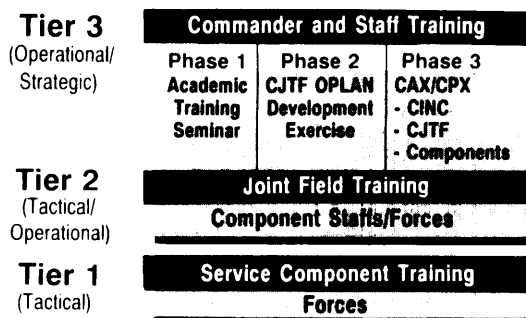 Tier 3
(Operational/
Strategic)
Commander and Staff Training
Phase 1
Academic
Training
Seminar
Phase 2
CJTF OPLAN
Development
Exercise
Phase 3
CAX/CPX
- CINC
- CJTF
- Components
Tier 2
(Tactical/
Operational)
Joint Field Training
Component Staffs/Forces
Tier 1
(Tactical)
Service Component Training
Forces